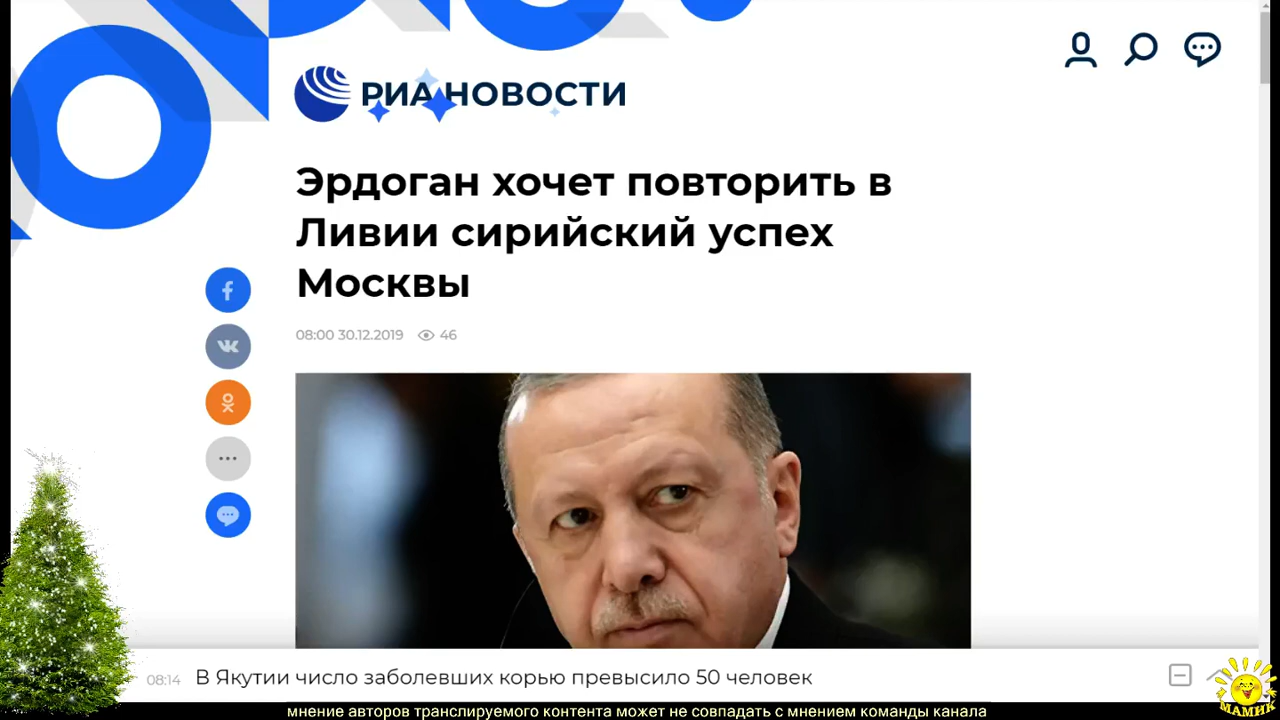 РИА НОВОСТИ
Эрдоган хочет повторить в
Ливии сирийский успех
Москвы
08:00 30.12.2019 46
08:14 В Якутии число заболевших корью превысило 50 человек
МАМИК
мнение авторов транслируемого контента может не совпадать с мнением команды канала